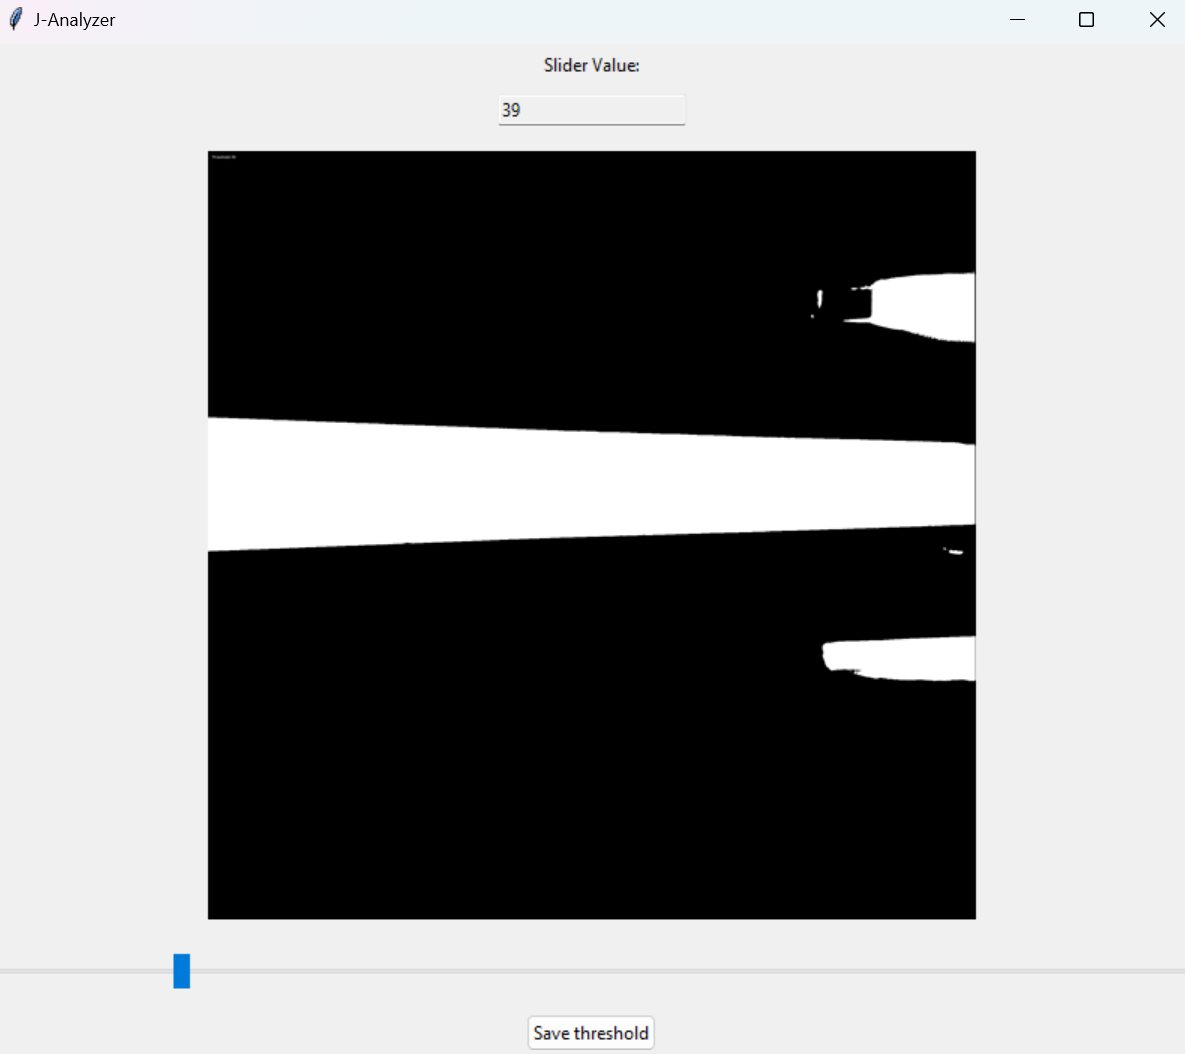 J-Analyzer
Slider Value:
39
Save threshold